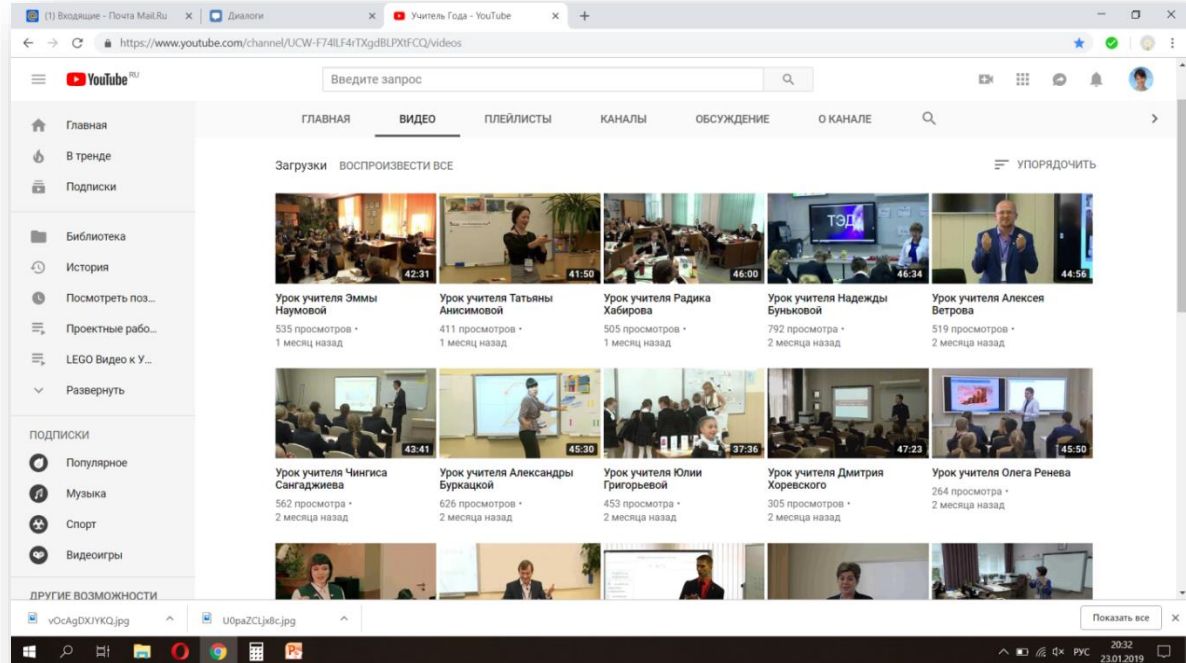 (1) Входящие - Почта Mail.Ru
Диалоги
Учитель Года - YouTube
https://www.youtube.com/channel/UCW-F74lLF4rTXgdBLPXtFCQ/videos
YouTube RU
Введите запрос
Главная
В тренде
Подписки
Библиотека
История
Посмотреть поз...
Проектные рабо...
LEGO Видео к У...
Развернуть
ПОДПИСКИ
Популярное
Музыка
Спорт
Видеоигры
ДРУГИЕ ВОЗМОЖНОСТИ
ГЛАВНАЯ ВИДЕО ПЛЕЙЛИСТЫ КАНАЛЫ ОБСУЖДЕНИЕ О КАНАЛЕ
Загрузки ВОСПРОИЗВЕСТИ ВСЕ
УПОРЯДОЧИТЬ
42:31
Урок учителя Эммы
Наумовой
535 просмотров •
1 месяц назад
41:50
Урок учителя Татьяны
Анисимовой
411 просмотров •
1 месяц назад
46:00
Урок учителя Радика
Хабирова
505 просмотров •
1 месяц назад
ТЭД
46:34
Урок учителя Надежды
Буньковой
792 просмотра •
2 месяца назад
44:56
Урок учителя Алексея
Ветрова
519 просмотров •
2 месяца назад
43:41
Урок учителя Чингиса
Сангаджиева
562 просмотра •
2 месяца назад
45:30
Урок учителя Александры
Буркацкой
626 просмотров •
2 месяца назад
37:36
Урок учителя Юлии
Григорьевой
453 просмотра •
2 месяца назад
47:23
Урок учителя Дмитрия
Хоревского
305 просмотров •
2 месяца назад
45:50
Урок учителя Олега Ренева
264 просмотра •
2 месяца назад
vOcAgDXJYKQ.jpg
U0paZCLjx8c.jpg
Показать все
РУС
20:32
23.01.2019